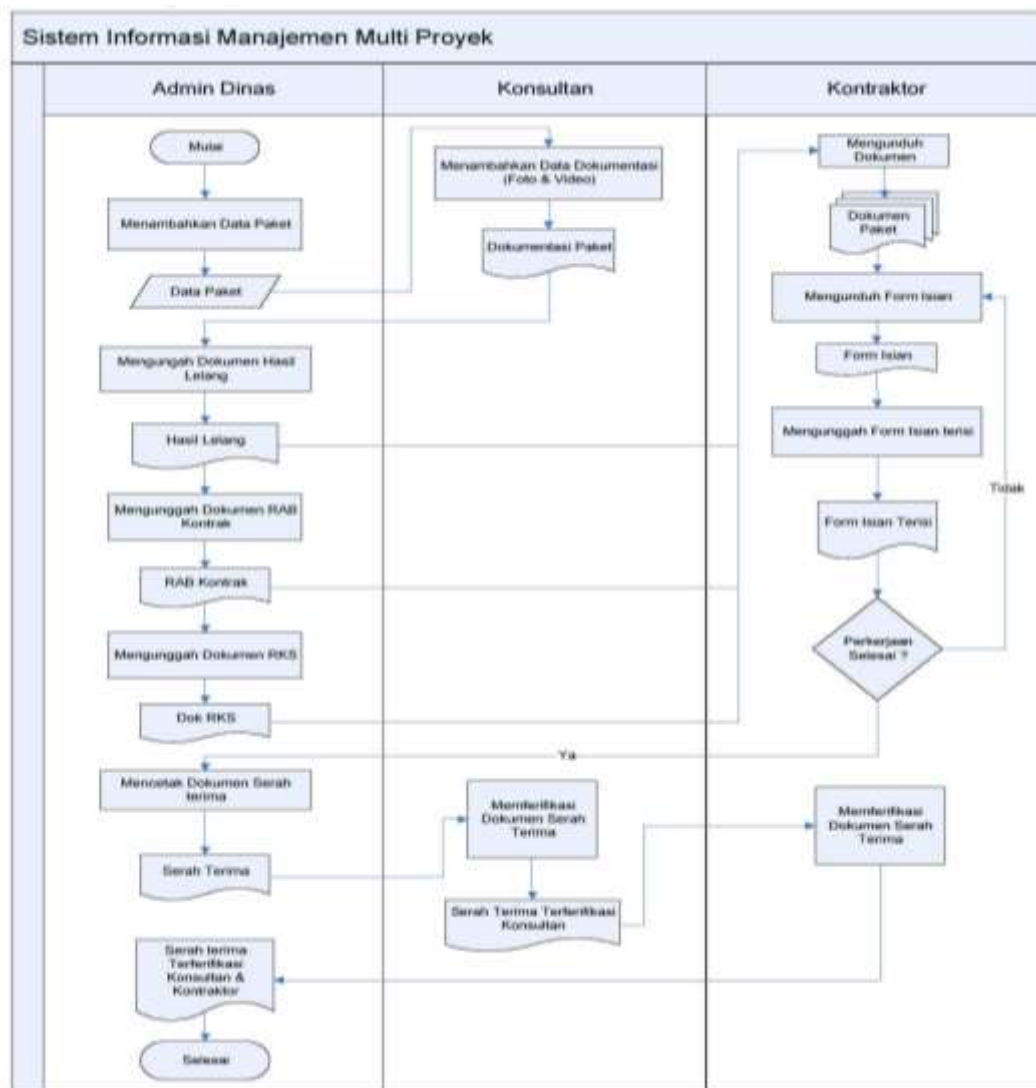 Sistem Informasi Manajemen Multi Proyek
Admin Dinas
Konsultan
Kontraktor
Mulai
Menambahkan Data Paket
Data Paket
Mengungah Dokumen Hasil
Lelang
Hasil Lelang
Mengunggah Dokumen RAB
Kontrak
RAB Kontrak
Mengunggah Dokumen RKS
Dok RKS
Mencetak Dokumen Serah
terima
Serah Terima
Serah terima
Terferifikasi
Konsultan &
Kontraktor
Selesai
Menambahkan Data Dokumentasi
(Foto & Video)
Dokumentasi Paket
Ya
Memferifikasi
Dokumen Serah
Terima
Serah Terima Terferifikasi
Konsultan
Mengunduh
Dokumen
Dokumen
Paket
Mengunduh Form Isian
Form Isian
Mengunggah Form Isian terisi
Form Isian Terisi
Tidak
Perkerjaan
Selesai ?
Memferifikasi
Dokumen Serah
Terima